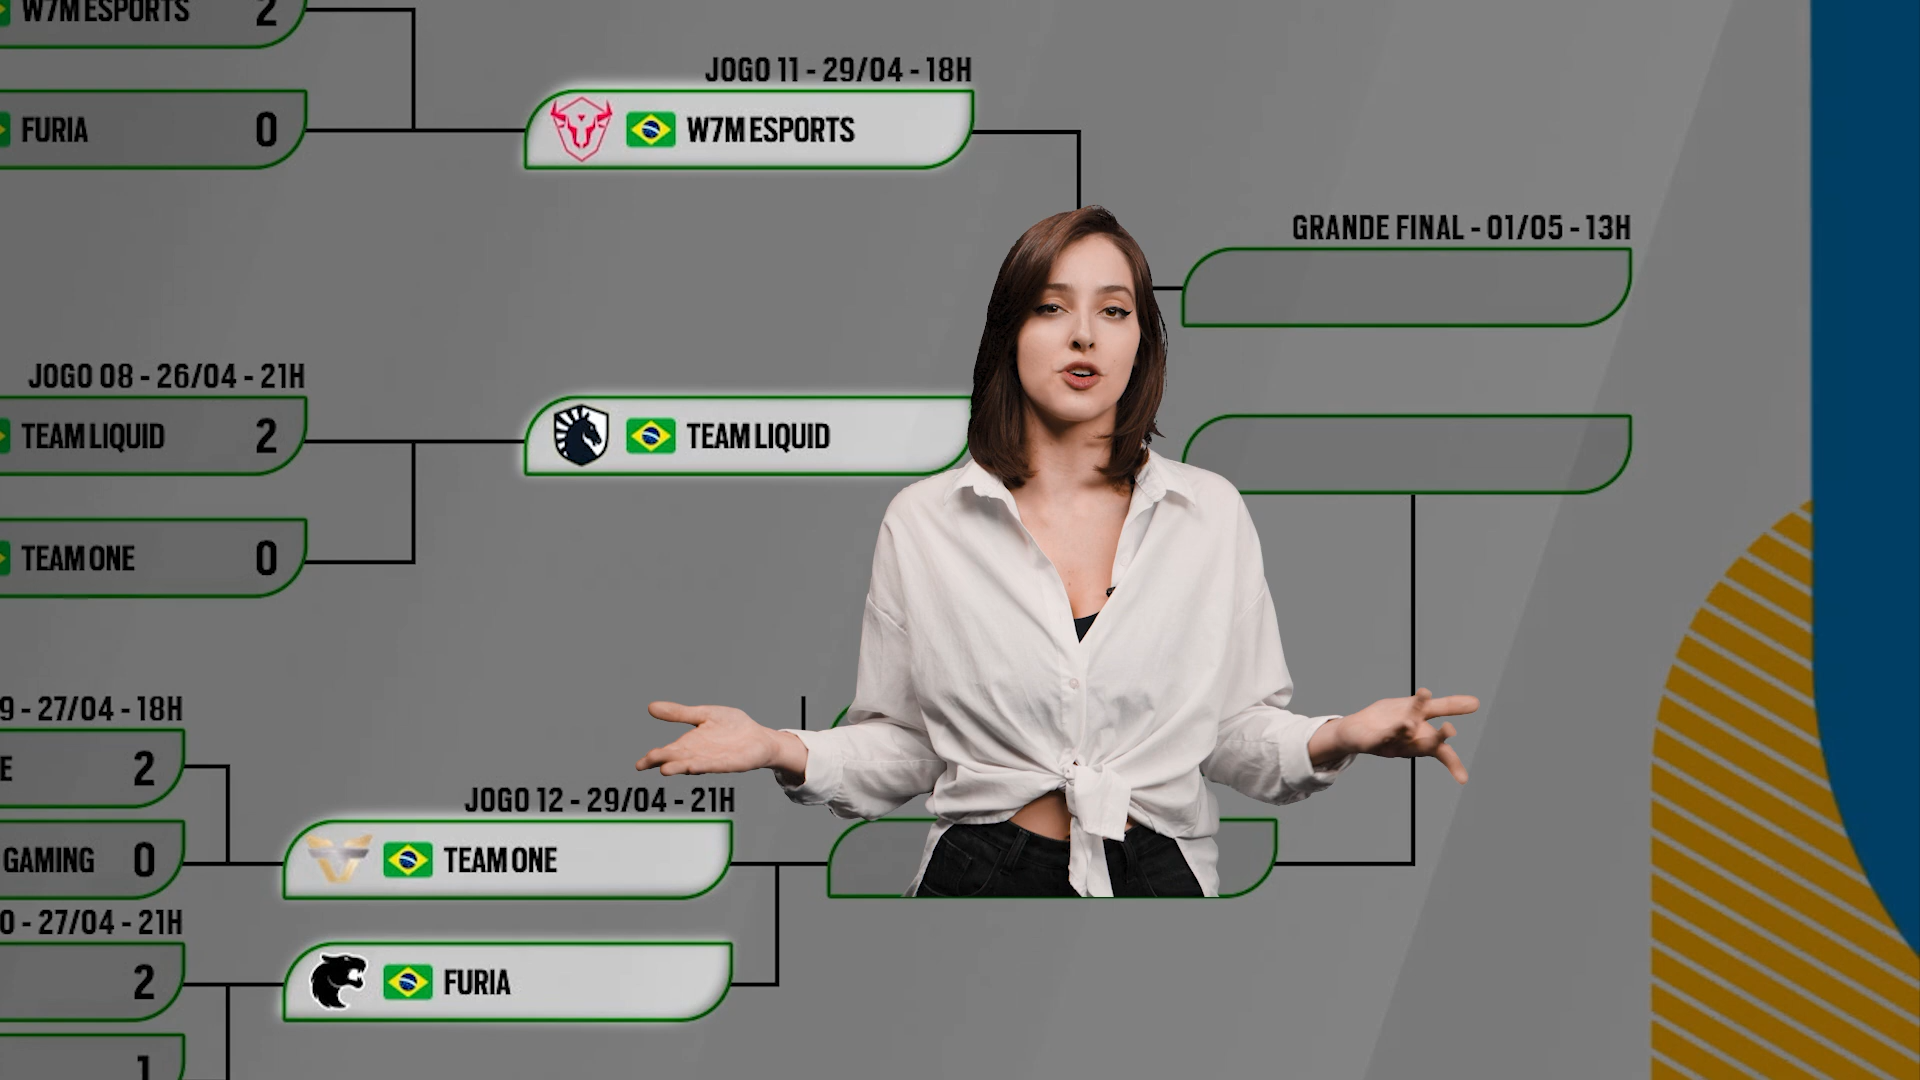 W7M ESPORTS 2
JOGO 11 - 29/04 - 18H
FURIA 0
W7M ESPORTS
GRANDE FINAL - 01/05 - 13H
JOGO 08 - 26/04 - 21H
TEAM LIQUID 2
TEAM LIQUID
TEAM ONE 0
9 - 27/04 - 18H
E 2
JOGO 12 - 29/04 - 21H
GAMING 0
TEAM ONE
0 - 27/04 - 21H
2
FURIA
1